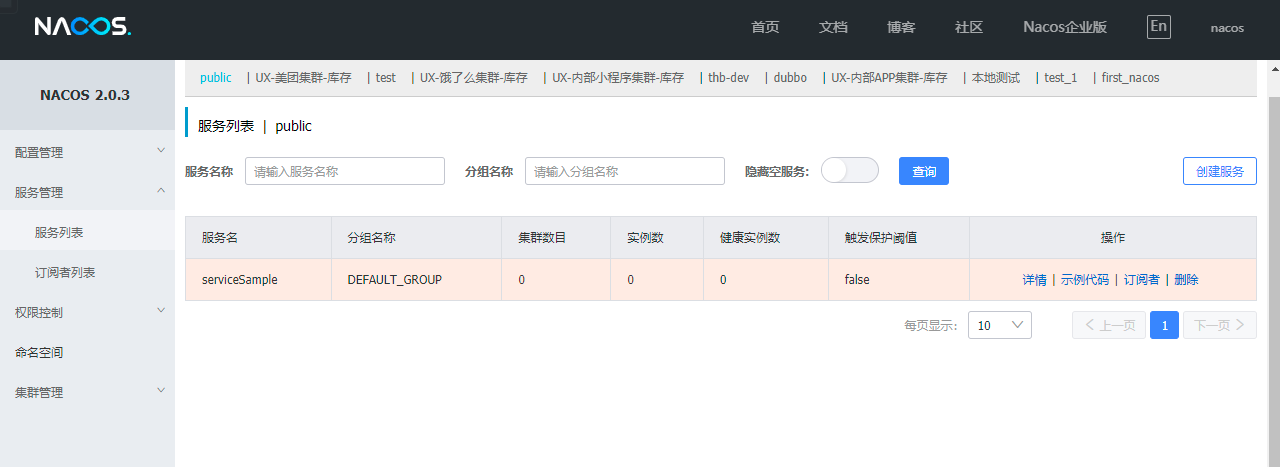 NACOS. 首页 文档 博客 社区 Nacos企业版 En nacos
NACOS 2.0.3
配置管理
服务管理
服务列表
订阅者列表
权限控制
命名空间
集群管理
public | UX-美团集群-库存 | test | UX-饿了么集群-库存 | UX-内部小程序集群-库存 | thb-dev | dubbo | UX-内部APP集群-库存 | 本地测试 | test_1 | first_nacos
服务列表 | public
服务名称 请输入服务名称 分组名称 请输入分组名称 隐藏空服务: 查询 创建服务
服务名 分组名称 集群数目 实例数 健康实例数 触发保护阈值 操作
serviceSample DEFAULT_GROUP 0 0 0 false 详情 | 示例代码 | 订阅者 | 删除
每页显示: 10 上一页 1 下一页